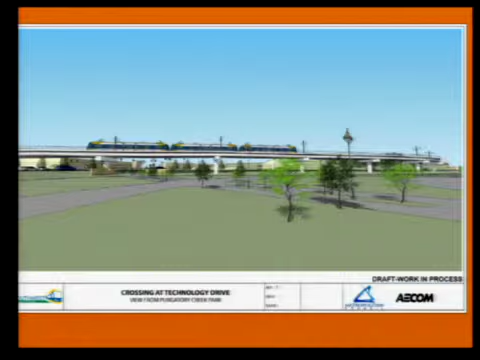 DRAFT-WORK IN PROCESS
CROSSING AT TECHNOLOGY DRIVE
VIEW FROM PURGATORY CREEK PARK
AECOM